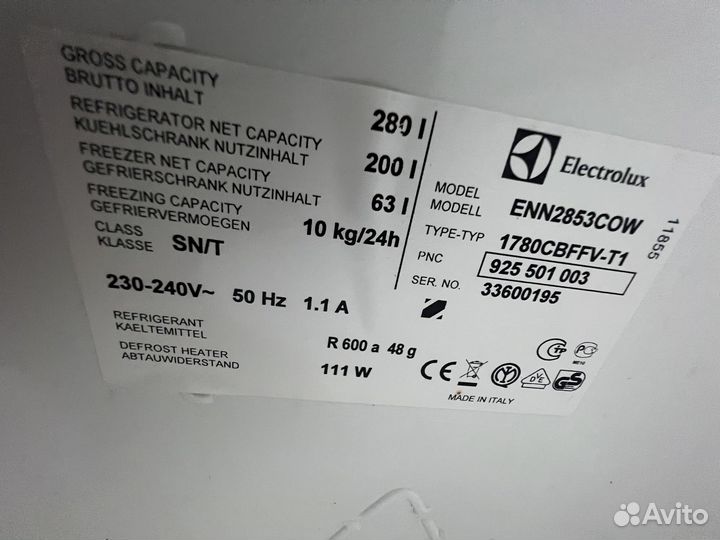 GROSS CAPACITY
BRUTTO INHALT 280 l
REFRIGERATOR NET CAPACITY
KUEHLSCHRANK NUTZINHALT 200 l
FREEZER NET CAPACITY
GEFRIERSCHRANK NUTZINHALT 63 l
FREEZING CAPACITY
GEFRIERVERMOEGEN 10 kg/24h
CLASS
KLASSE SN/T
230-240V~ 50 Hz 1.1 A
REFRIGERANT
KAELTEMITTEL R 600 a 48 g
DEFROST HEATER
ABTAUWIDERSTAND 111 W
Electrolux
MODEL
MODELL ENN2853COW
TYPE-TYP 1780CBFFV-T1
PNC 925 501 003
SER. NO. 33600195
11855
CE
MADE IN ITALY
Avito